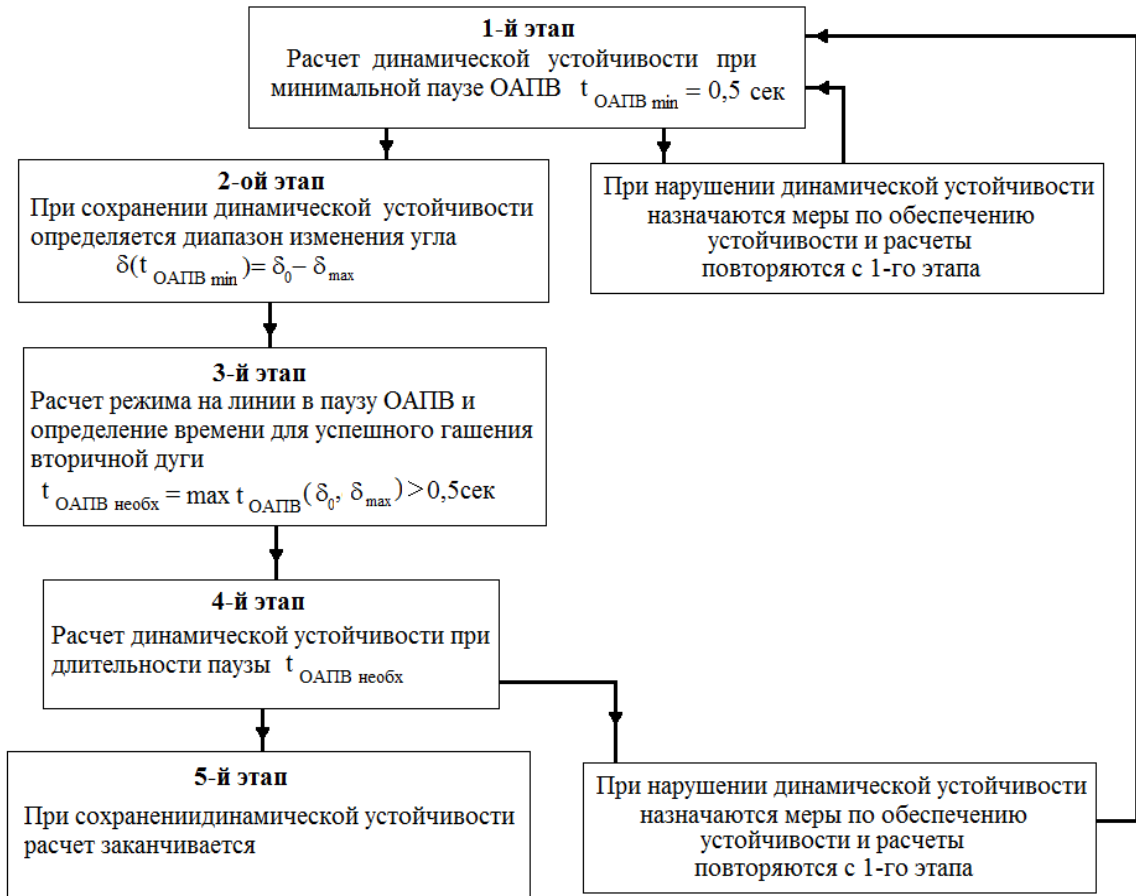 1-й этап
Расчет динамической устойчивости при
минимальной паузе ОАПВ t ОАПВ min = 0,5 сек
2-ой этап
При сохранении динамической устойчивости
определяется диапазон изменения угла
δ(t ОАПВ min)= δ0− δmax
При нарушении динамической устойчивости
назначаются меры по обеспечению
устойчивости и расчеты
повторяются с 1-го этапа
3-й этап
Расчет режима на линии в паузу ОАПВ и
определение времени для успешного гашения
вторичной дуги
t ОАПВ необх = max t ОАПВ(δ0, δmax)>0,5сек
4-й этап
Расчет динамической устойчивости при
длительности паузы t ОАПВ необх
5-й этап
При сохранениидинамической устойчивости
расчет заканчивается
При нарушении динамической устойчивости
назначаются меры по обеспечению
устойчивости и расчеты
повторяются с 1-го этапа